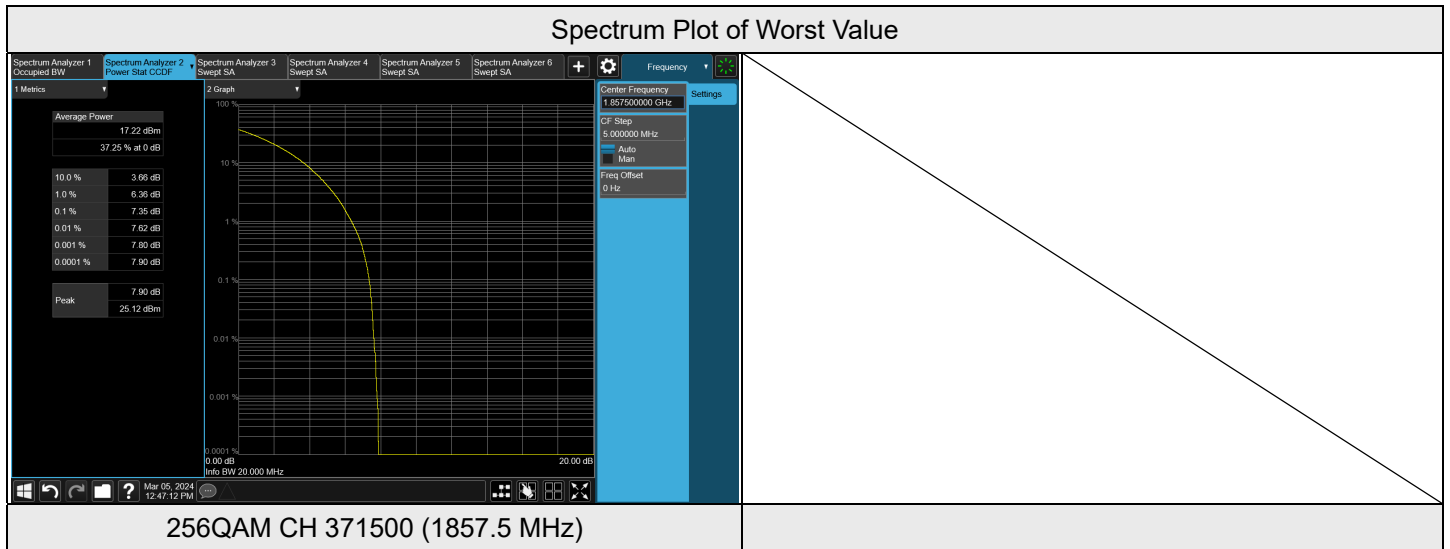 Spectrum Plot of Worst Value
Spectrum Analyzer 1
Occupied BW
Spectrum Analyzer 2
Power Stat CCDF
Spectrum Analyzer 3
Swept SA
Spectrum Analyzer 4
Swept SA
Spectrum Analyzer 5
Swept SA
Spectrum Analyzer 6
Swept SA
+
Frequency
1 Metrics
Average Power
17.22 dBm
37.25 % at 0 dB
10.0 % 3.66 dB
1.0 % 6.36 dB
0.1 % 7.35 dB
0.01 % 7.62 dB
0.001 % 7.80 dB
0.0001 % 7.90 dB
Peak
7.90 dB
25.12 dBm
2 Graph
100 %
10 %
1 %
0.1 %
0.01 %
0.001 %
0.0001 %
0.00 dB 20.00 dB
Info BW 20.000 MHz
Center Frequency
1.857500000 GHz
Settings
CF Step
5.000000 MHz
Auto
Man
Freq Offset
0 Hz
?
Mar 05, 2024
12:47:12 PM
256QAM CH 371500 (1857.5 MHz)